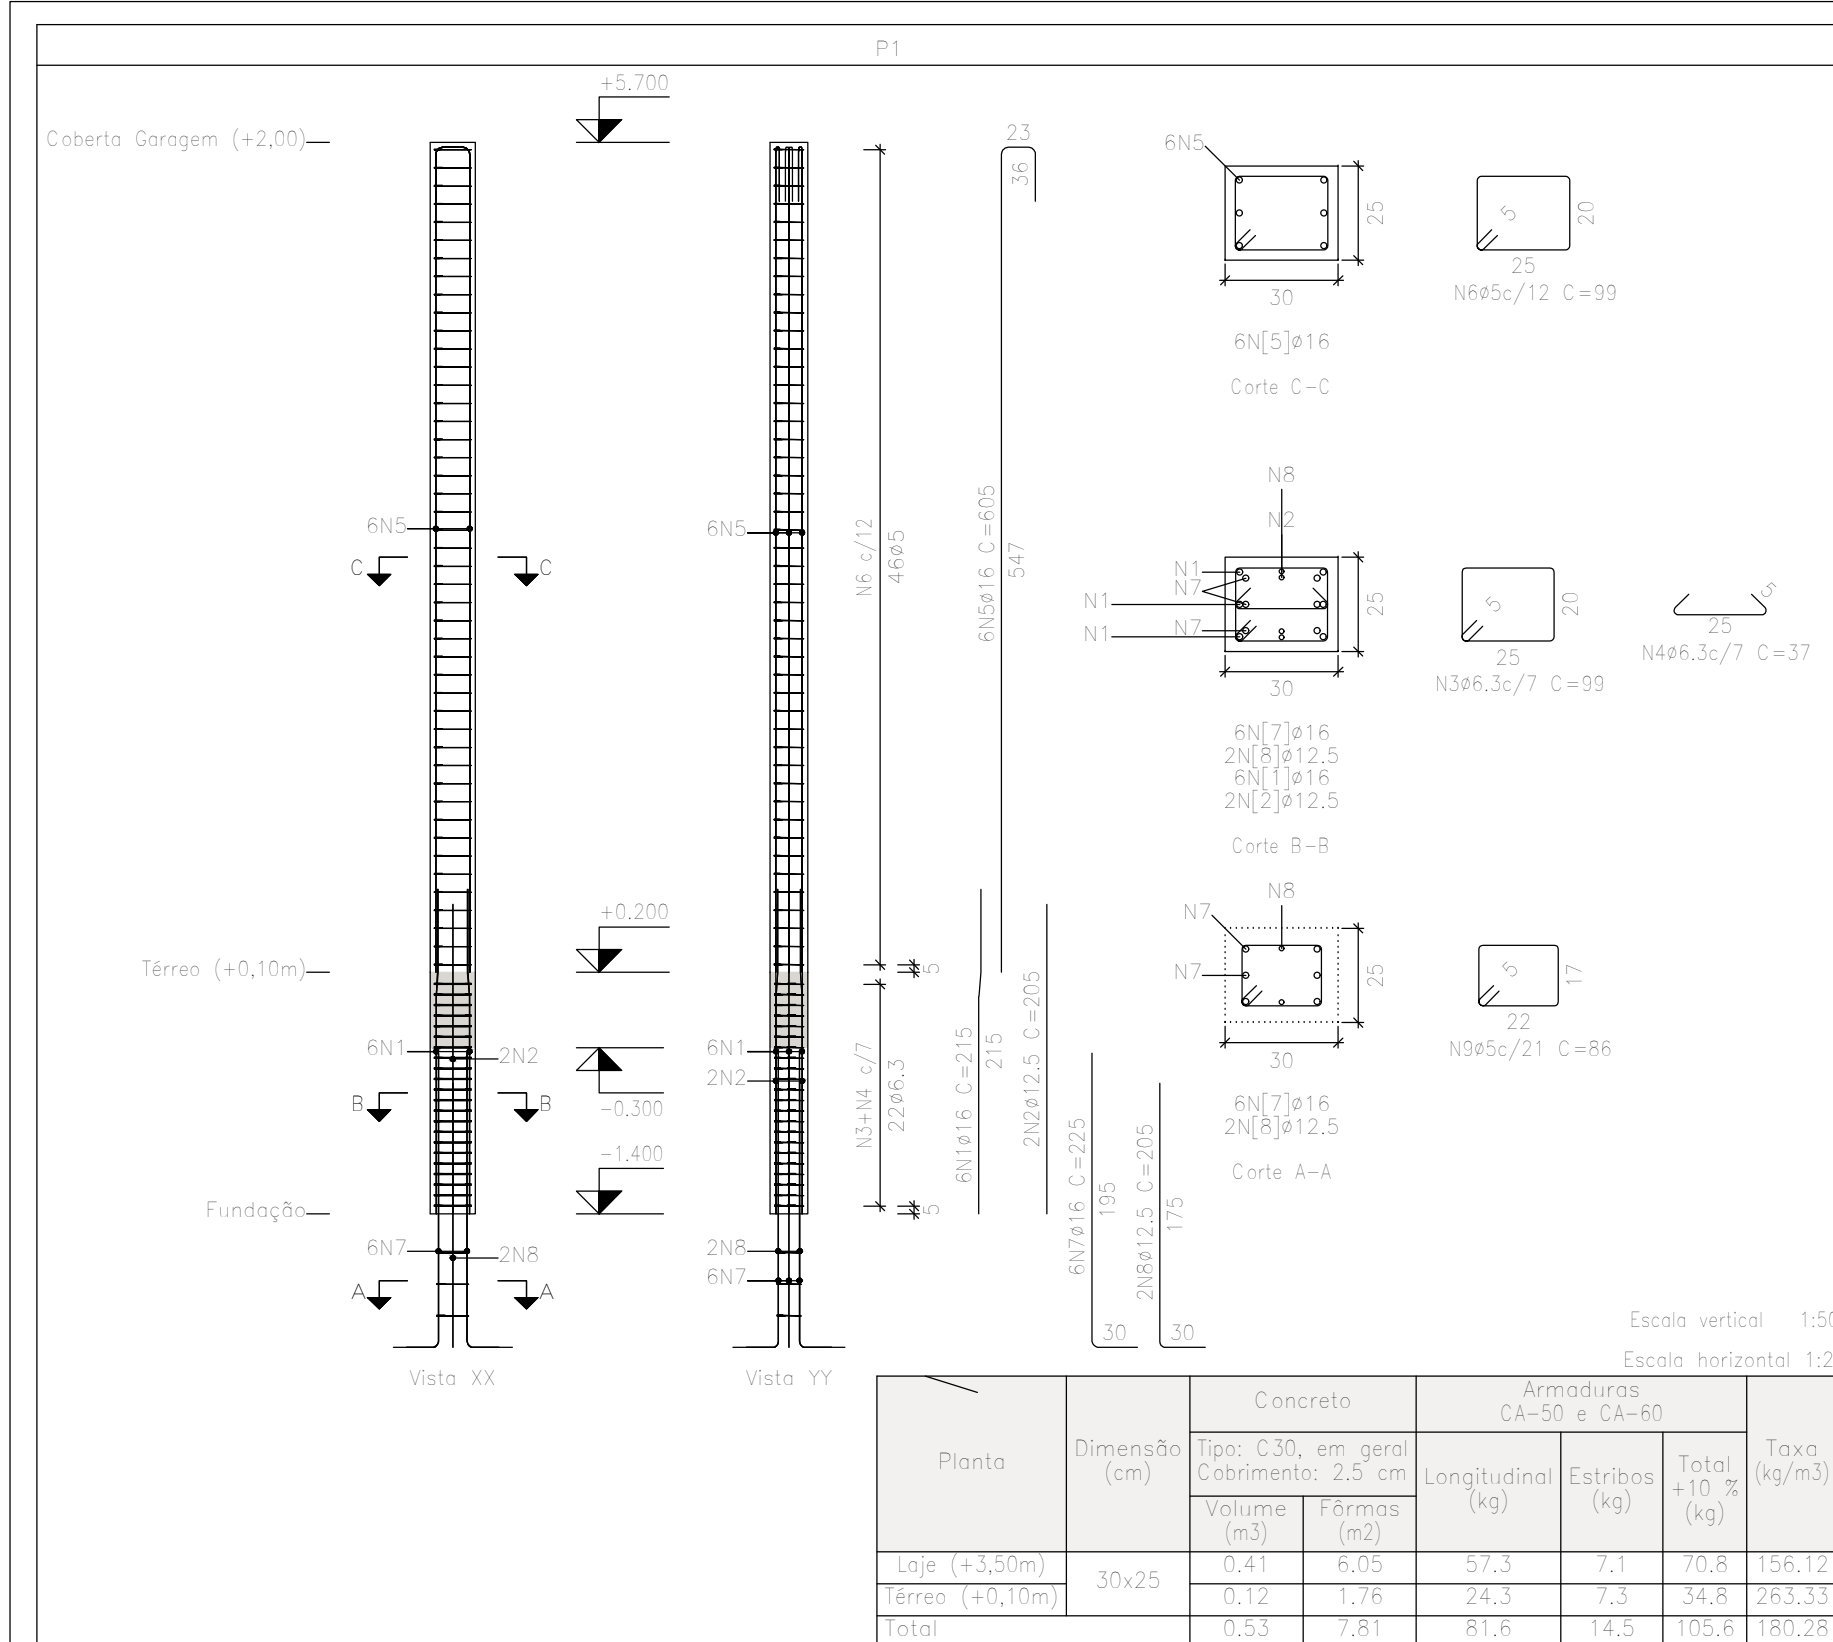 P1
+5.700
Coberta Garagem (+2,00)
6N5
C
C
+0.200
Térreo (+0,10m)
6N1
2N2
B
B
-0.300
-1.400
Fundação
6N7
2N8
A
A
Vista XX
6N5
6N1
2N2
2N8
6N7
Vista YY
N6 c/12
46ø5
5
N3+N4 c/7
22ø6.3
5
23
36
6N5ø16 C=605
547
6N1ø16 C=215
215
2N2ø12.5 C=205
6N7ø16 C=225
195
30
2N8ø12.5 C=205
175
30
6N5
25
30
6N[5]ø16
Corte C-C
5
20
25
N6ø5c/12 C=99
N8
N2
N1
N7
N1
N1
N7
25
30
6N[7]ø16
2N[8]ø12.5
6N[1]ø16
2N[2]ø12.5
Corte B-B
5
20
25
N3ø6.3c/7 C=99
5
25
N4ø6.3c/7 C=37
N8
N7
N7
25
30
6N[7]ø16
2N[8]ø12.5
Corte A-A
5
17
22
N9ø5c/21 C=86
Escala vertical
Escala horizontal
Planta
Dimensão
(cm)
Concreto
Tipo: C30, em geral
Cobrimento: 2.5 cm
Volume
(m3)
Fôrmas
(m2)
Armaduras
CA-50 e CA-60
Longitudinal
(kg)
Estribos
(kg)
Total
+10 %
(kg)
Taxa
(kg/m3)
Laje (+3,50m) 30x25 0.41 6.05 57.3 7.1 70.8 156.12
Térreo (+0,10m) 0.12 1.76 24.3 7.3 34.8 263.33
Total 0.53 7.81 81.6 14.5 105.6 180.28